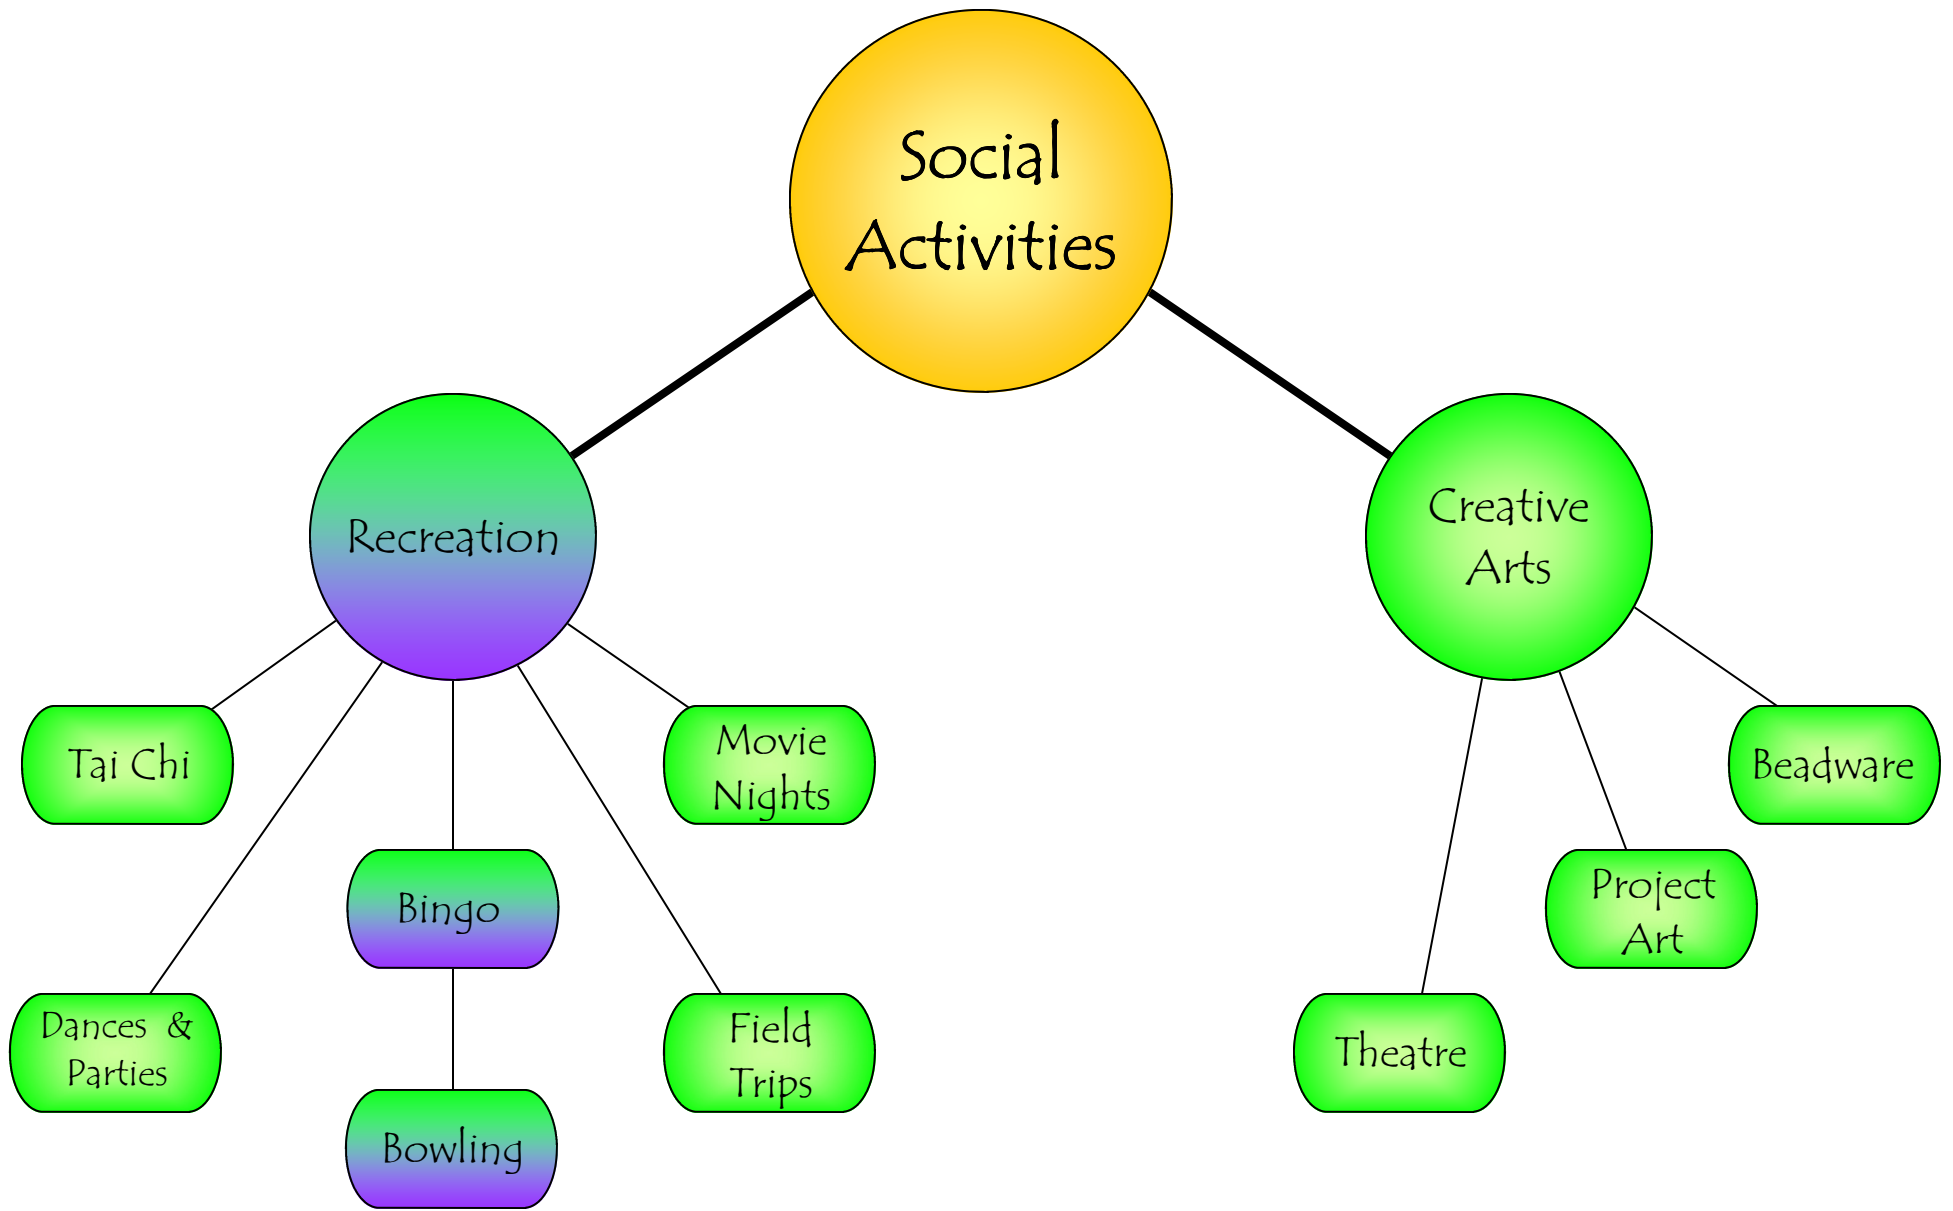 Social
Activities
Recreation
Creative
Arts
Tai Chi
Movie
Nights
Beadware
Bingo
Project
Art
Dances & 
Parties
Field
Trips
Theatre
Bowling